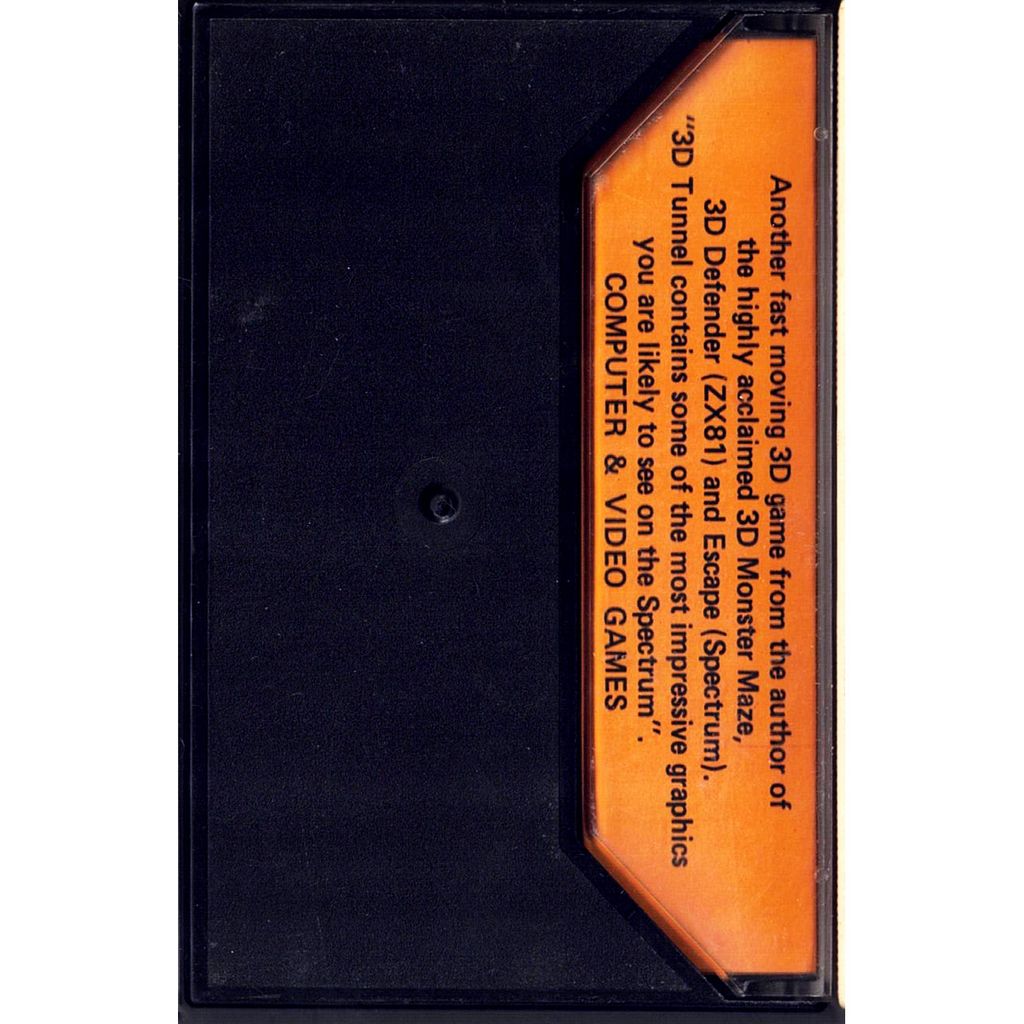 Another fast moving 3D game from the author of
the highly acclaimed 3D Monster Maze,
3D Defender (ZX81) and Escape (Spectrum).
"3D Tunnel contains some of the most impressive graphics
you are likely to see on the Spectrum".
COMPUTER & VIDEO GAMES